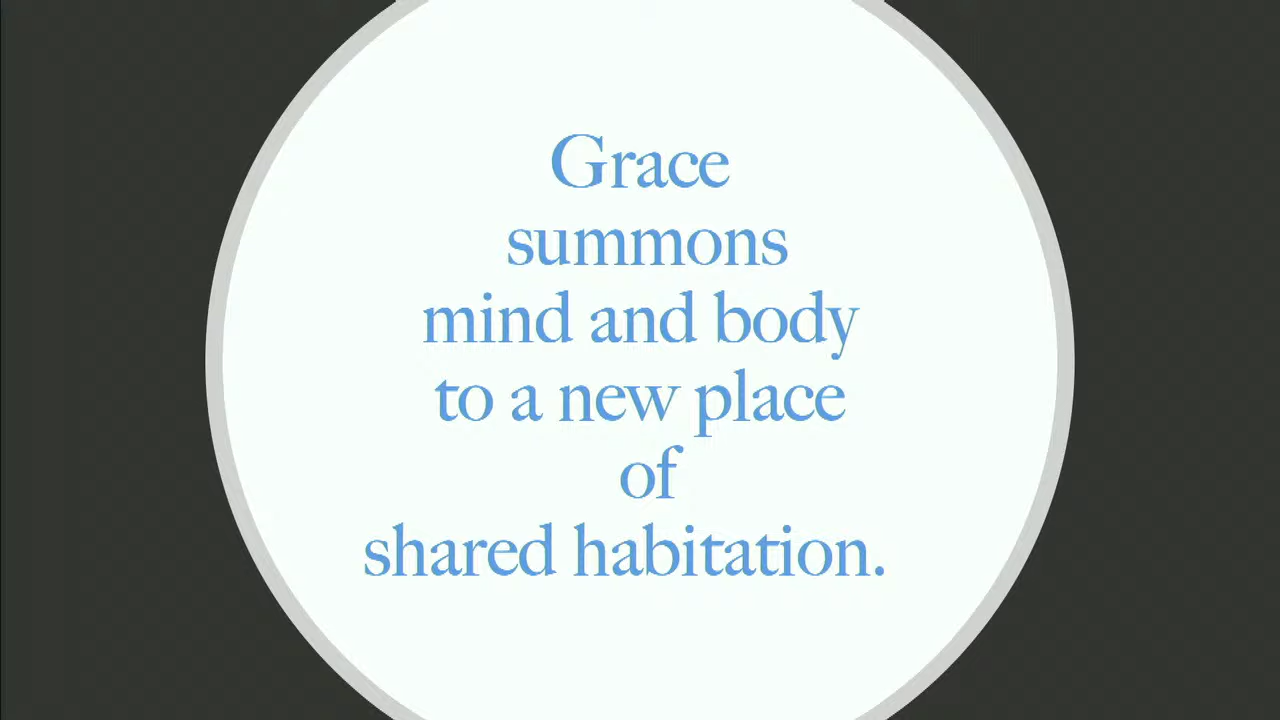 Grace
summons
mind and body
to a new place
of
shared habitation.